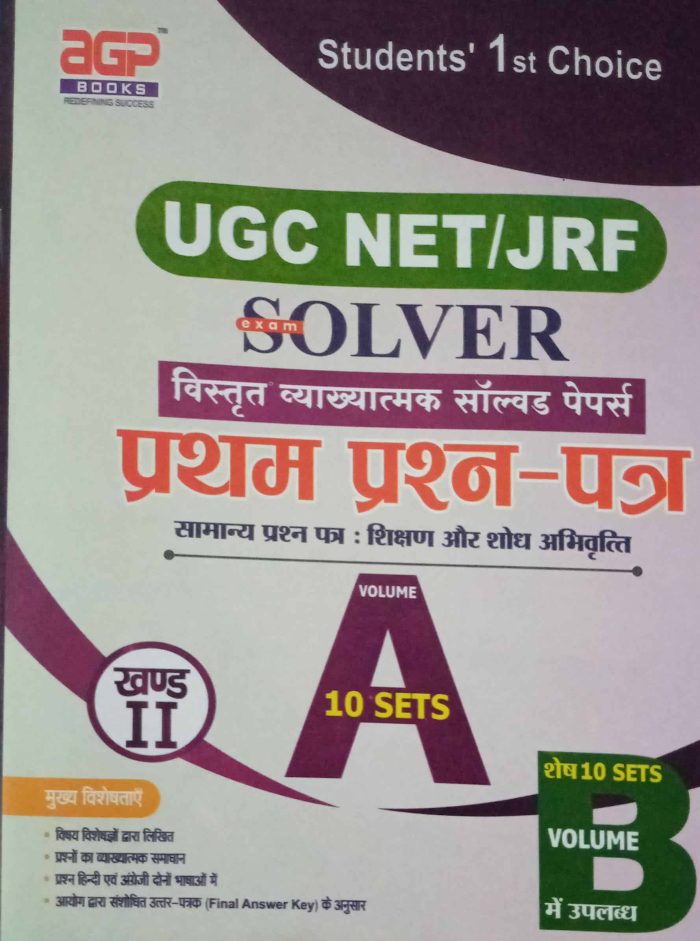 AGP
TM
BOOKS
REDEFINING SUCCESS
Students' 1st Choice
UGC NET/JRF
exam
SOLVER
विस्तृत व्याख्यात्मक सॉल्वड पेपर्स
प्रथम प्रश्न-पत्र
सामान्य प्रश्न पत्र : शिक्षण और शोध अभिवृत्ति
VOLUME
A
10 SETS
खण्ड
II
मुख्य विशेषताएँ
• विषय विशेषज्ञों द्वारा लिखित
• प्रश्नों का व्याख्यात्मक समाधान
• प्रश्न हिन्दी एवं अंग्रेजी दोनों भाषाओं में
• आयोग द्वारा संशोधित उत्तर-पत्रक (Final Answer Key) के अनुसार
शेष 10 SETS
B
VOLUME
में उपलब्ध